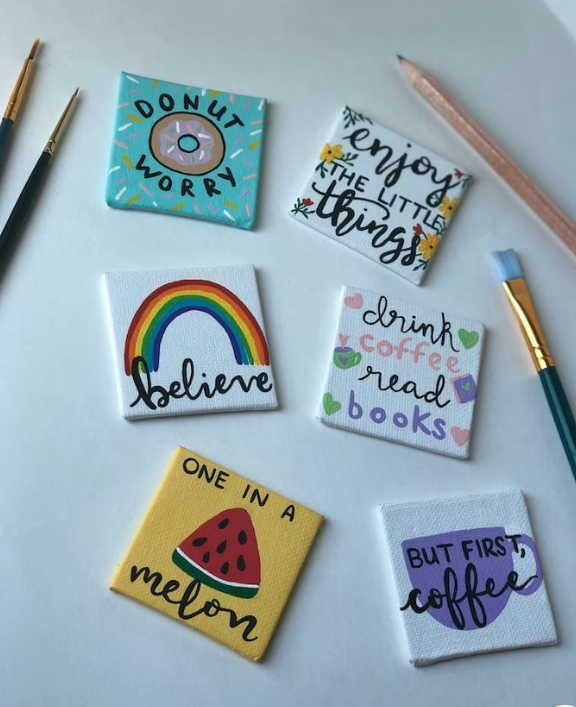 DONUT
WORRY
enjoy
THE LITTLE
things
believe
drink
coffee
read
books
ONE IN A
melon
BUT FIRST,
coffee